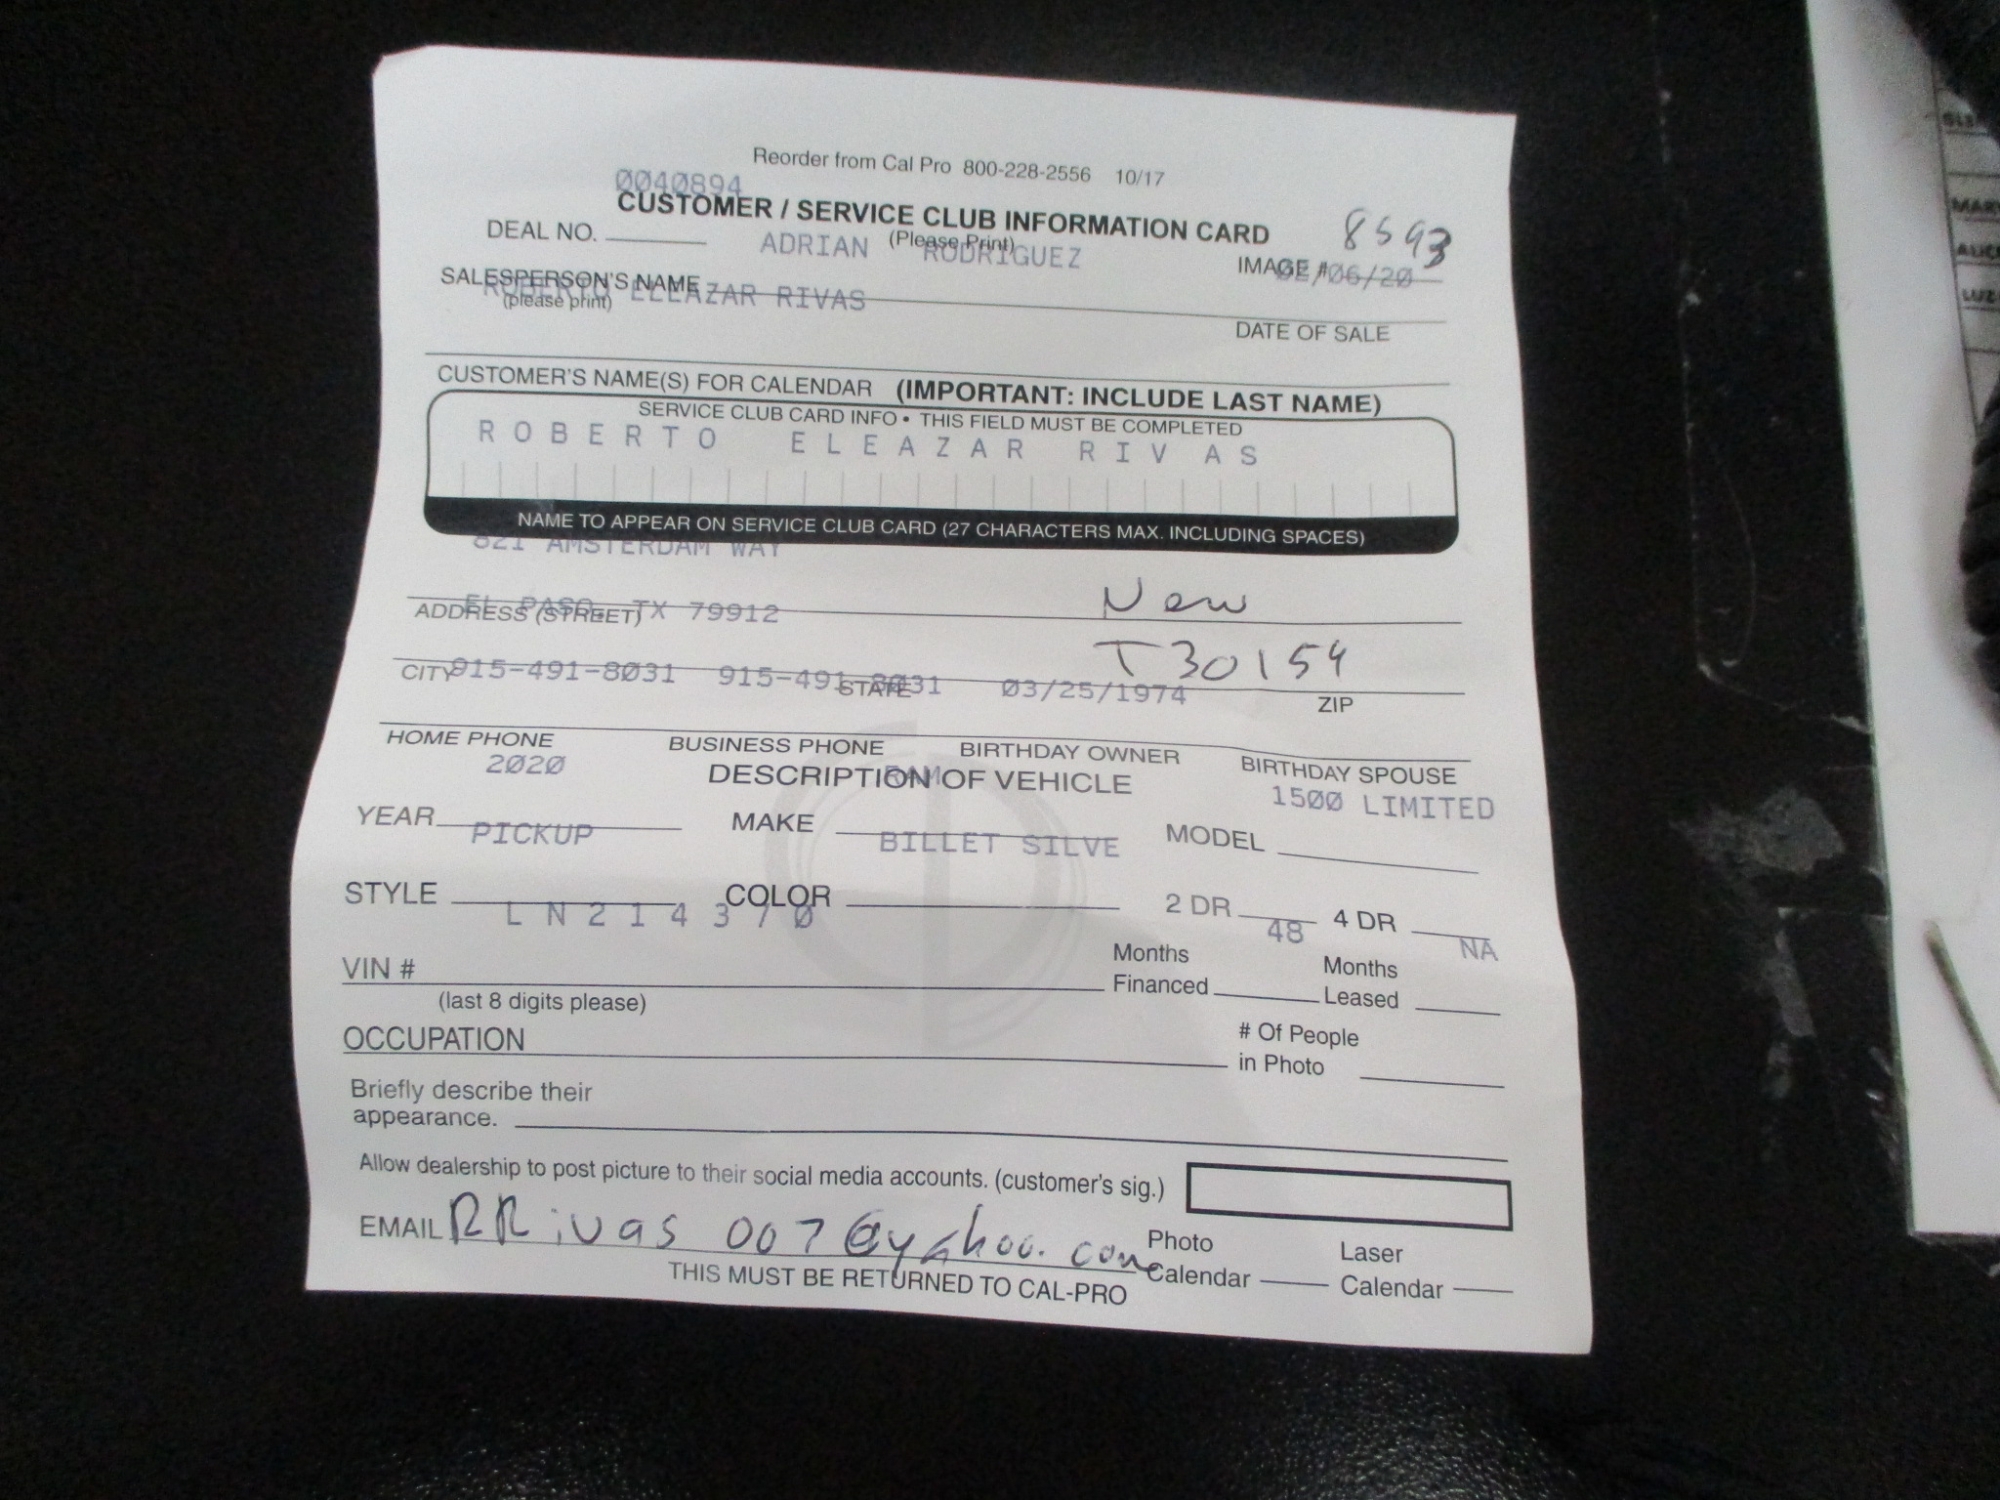 Reorder from Cal Pro 800-228-2556 10/17
0040894
CUSTOMER / SERVICE CLUB INFORMATION CARD
(Please Print)
8593
DEAL NO.
ADRIAN RODRIGUEZ
IMAGE #
02/06/20
SALESPERSON'S NAME
(please print)
ROBERTO ELEAZAR RIVAS
DATE OF SALE
CUSTOMER'S NAME(S) FOR CALENDAR (IMPORTANT: INCLUDE LAST NAME)
SERVICE CLUB CARD INFO • THIS FIELD MUST BE COMPLETED
ROBERTO ELEAZAR RIVAS
NAME TO APPEAR ON SERVICE CLUB CARD (27 CHARACTERS MAX. INCLUDING SPACES)
821 AMSTERDAM WAY
New
ADDRESS (STREET)
EL PASO, TX 79912
T30154
CITY STATE ZIP
915-491-8031 915-491-8031 03/25/1974
HOME PHONE BUSINESS PHONE BIRTHDAY OWNER BIRTHDAY SPOUSE
2020 RAM 1500 LIMITED
DESCRIPTION OF VEHICLE
YEAR MAKE MODEL
PICKUP BILLET SILVE
STYLE COLOR 2 DR 4 DR
LN214370 48 NA
VIN # Months Financed Months Leased
(last 8 digits please)
OCCUPATION # Of People in Photo
Briefly describe their
appearance.
Allow dealership to post picture to their social media accounts. (customer's sig.)
EMAIL RRivas007@yahoo.com Photo Calendar Laser Calendar
THIS MUST BE RETURNED TO CAL-PRO